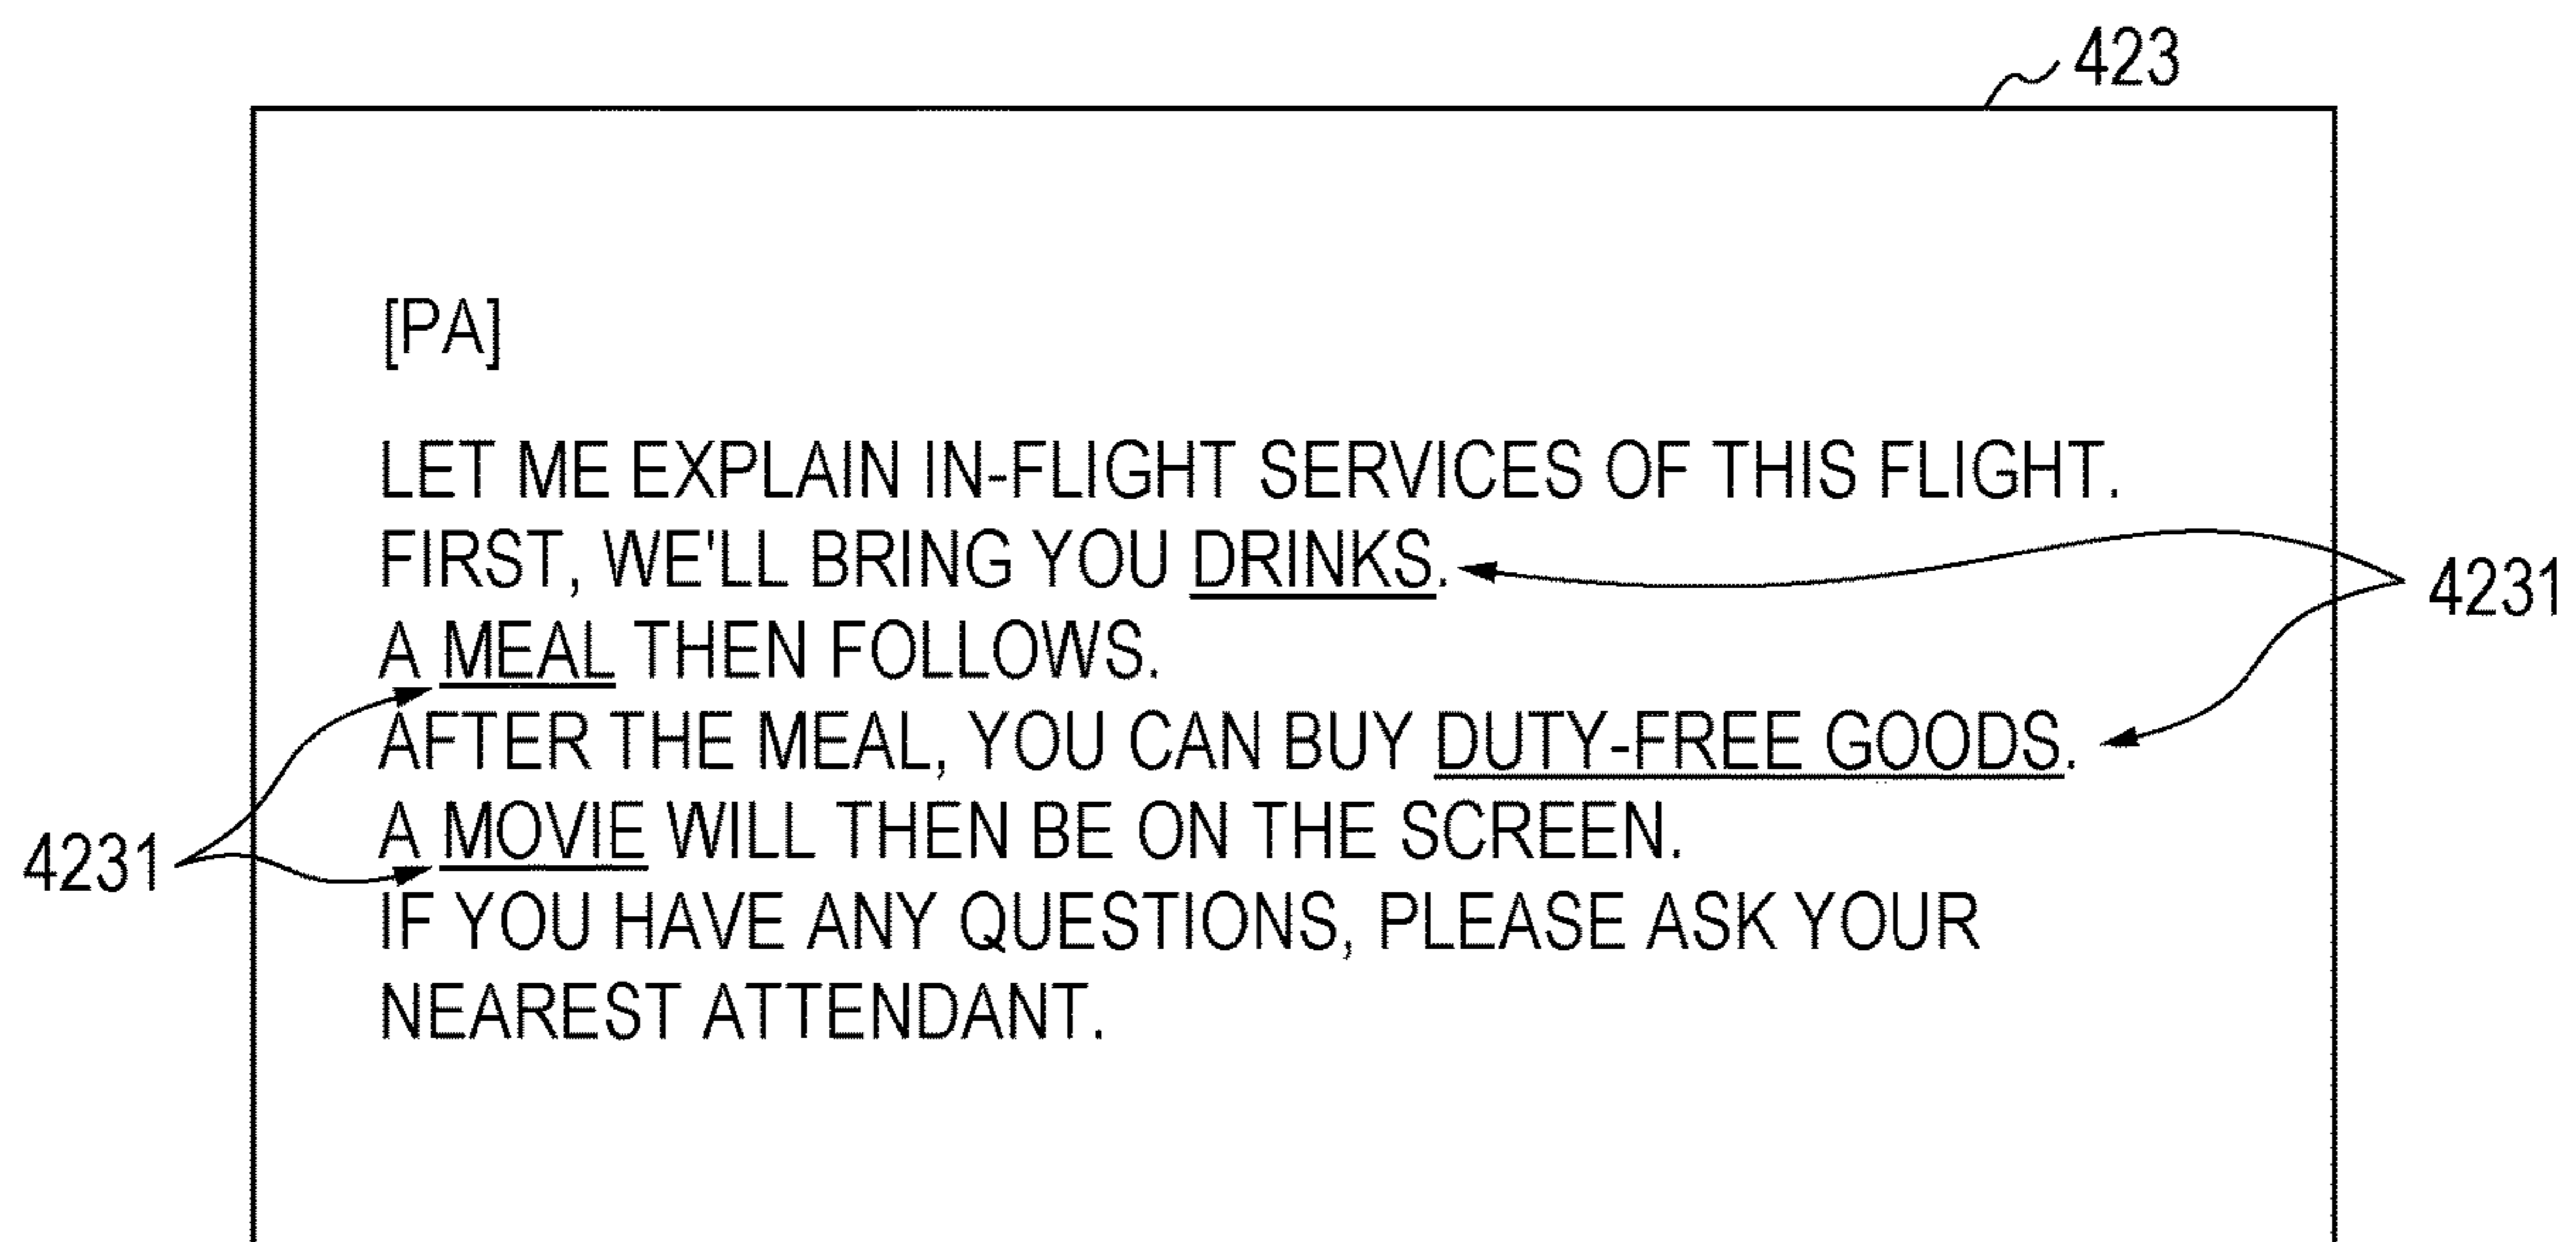 423
[PA]
LET ME EXPLAIN IN-FLIGHT SERVICES OF THIS FLIGHT.
FIRST, WE'LL BRING YOU DRINKS.
4231
A MEAL THEN FOLLOWS.
AFTER THE MEAL, YOU CAN BUY DUTY-FREE GOODS.
A MOVIE WILL THEN BE ON THE SCREEN.
4231
IF YOU HAVE ANY QUESTIONS, PLEASE ASK YOUR
NEAREST ATTENDANT.